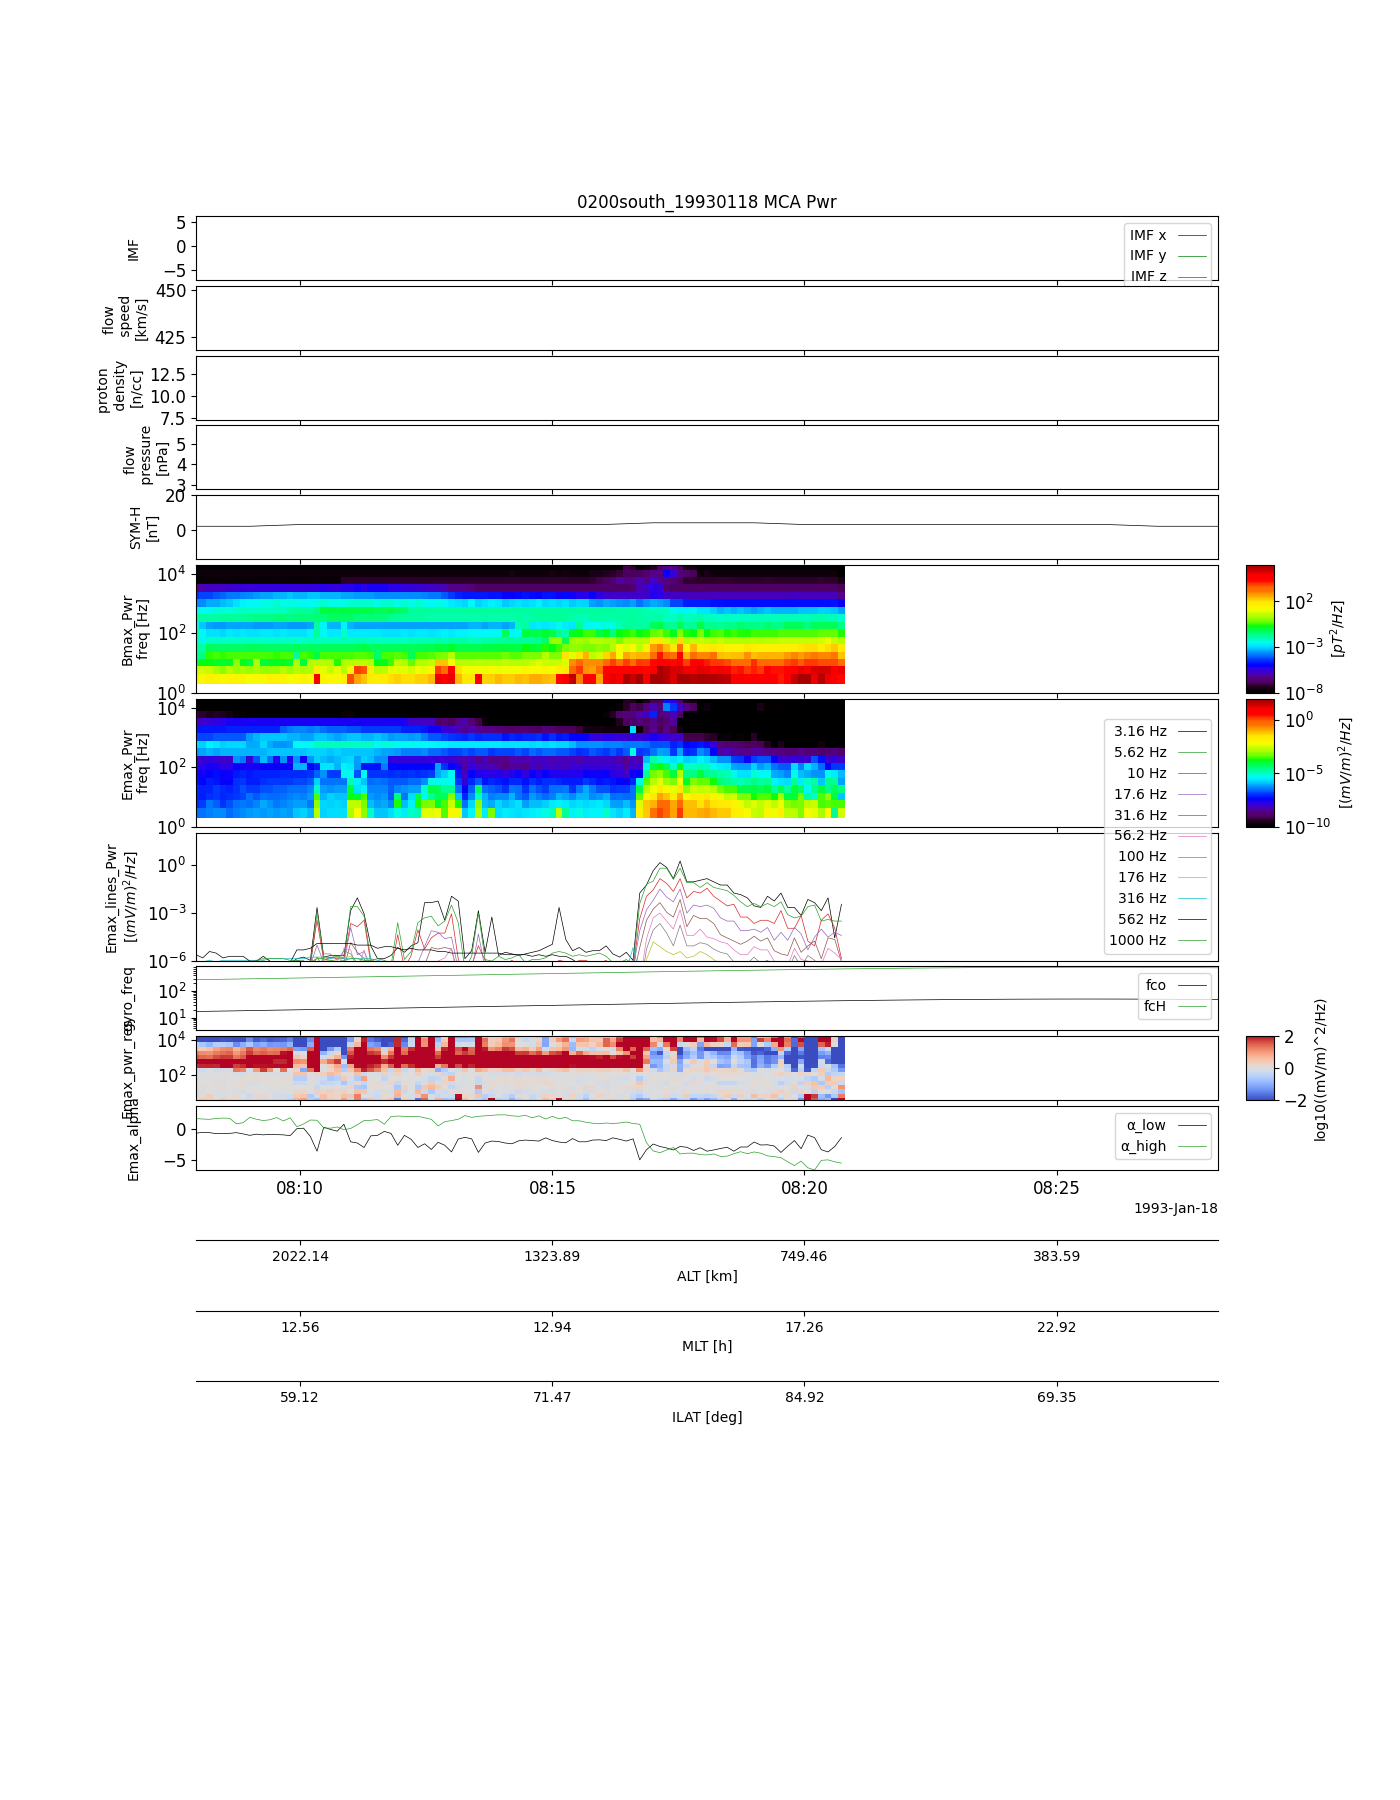 0200south_19930118 MCA Pwr
5
0
−5
IMF
IMF x
IMF y
IMF z
450
425
flow
speed
[km/s]
12.5
10.0
7.5
proton
density
[n/cc]
5
4
3
flow
pressure
[nPa]
20
0
SYM-H
[nT]
10^4
10^2
10^0
Bmax_Pwr
freq [Hz]
10^2
10^−3
10^−8
[pT^2/Hz]
10^4
10^2
10^0
Emax_Pwr
freq [Hz]
10^0
10^−5
10^−10
[(mV/m)^2/Hz]
3.16 Hz
5.62 Hz
10 Hz
17.6 Hz
31.6 Hz
56.2 Hz
100 Hz
176 Hz
316 Hz
562 Hz
1000 Hz
10^0
10^−3
10^−6
Emax_lines_Pwr
[(mV/m)^2/Hz]
10^2
10^1
gyro_freq
fco
fcH
10^4
10^2
Emax_pwr_res
2
0
−2
log10((mV/m)^2/Hz)
0
−5
Emax_alpha
α_low
α_high
08:10 08:15 08:20 08:25
1993-Jan-18
2022.14 1323.89 749.46 383.59
ALT [km]
12.56 12.94 17.26 22.92
MLT [h]
59.12 71.47 84.92 69.35
ILAT [deg]